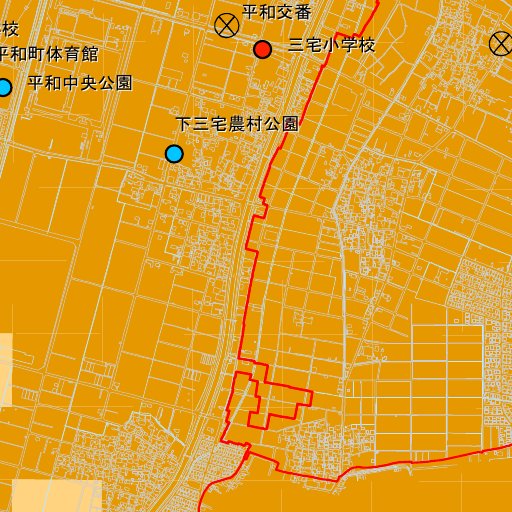 平和交番
三宅小学校
校
平和町体育館
平和中央公園
下三宅農村公園